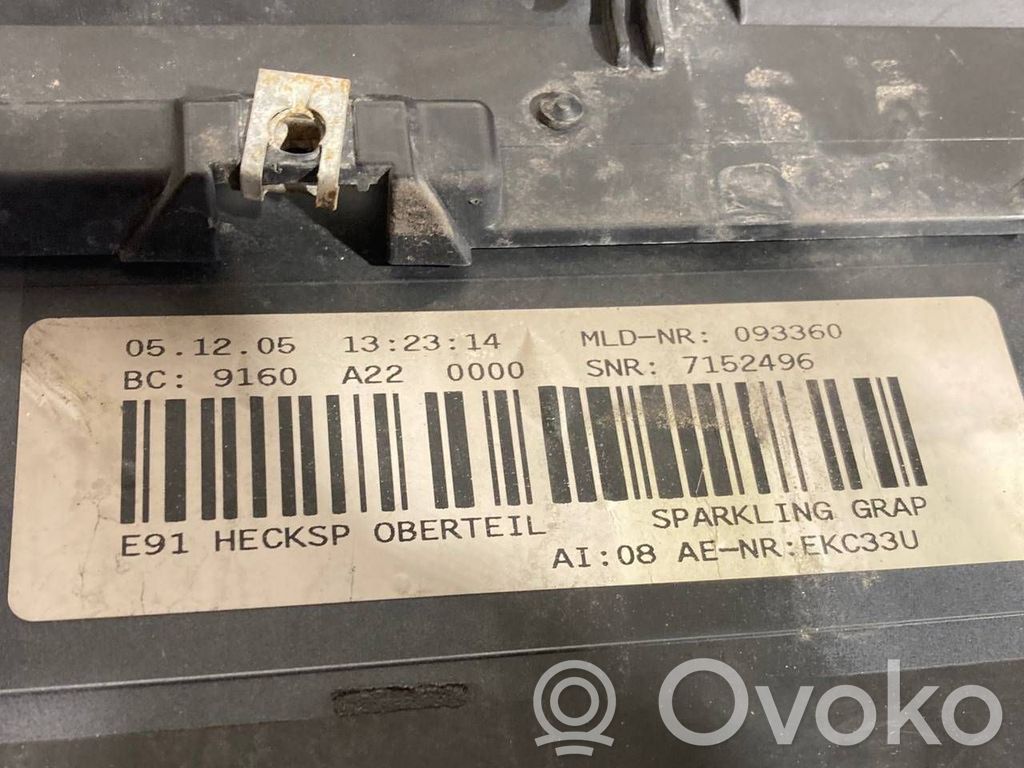 05.12.05 13:23:14 MLD-NR: 093360
BC: 9160 A22 0000 SNR: 7152496
E91 HECKSP OBERTEIL SPARKLING GRAP
AI:08 AE-NR:EKC33U
Ovoko